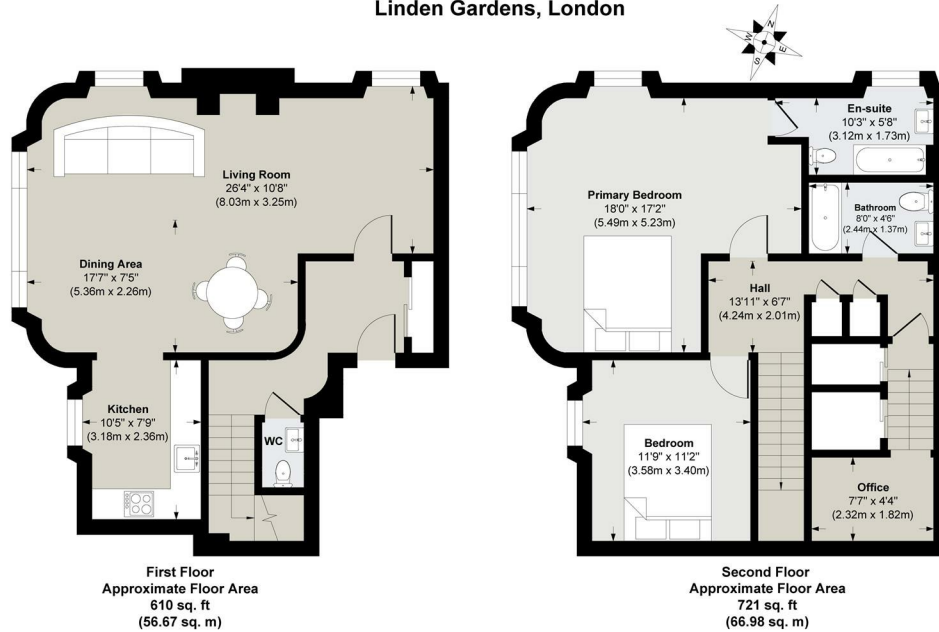 Linden Gardens, London
N
E
S
W
Living Room
26'4" x 10'8"
(8.03m x 3.25m)
Dining Area
17'7" x 7'5"
(5.36m x 2.26m)
Kitchen
10'5" x 7'9"
(3.18m x 2.36m)
WC
First Floor
Approximate Floor Area
610 sq. ft
(56.67 sq. m)
En-suite
10'3" x 5'8"
(3.12m x 1.73m)
Primary Bedroom
18'0" x 17'2"
(5.49m x 5.23m)
Bathroom
8'0" x 4'6"
(2.44m x 1.37m)
Hall
13'11" x 6'7"
(4.24m x 2.01m)
Bedroom
11'9" x 11'2"
(3.58m x 3.40m)
Office
7'7" x 4'4"
(2.32m x 1.82m)
Second Floor
Approximate Floor Area
721 sq. ft
(66.98 sq. m)